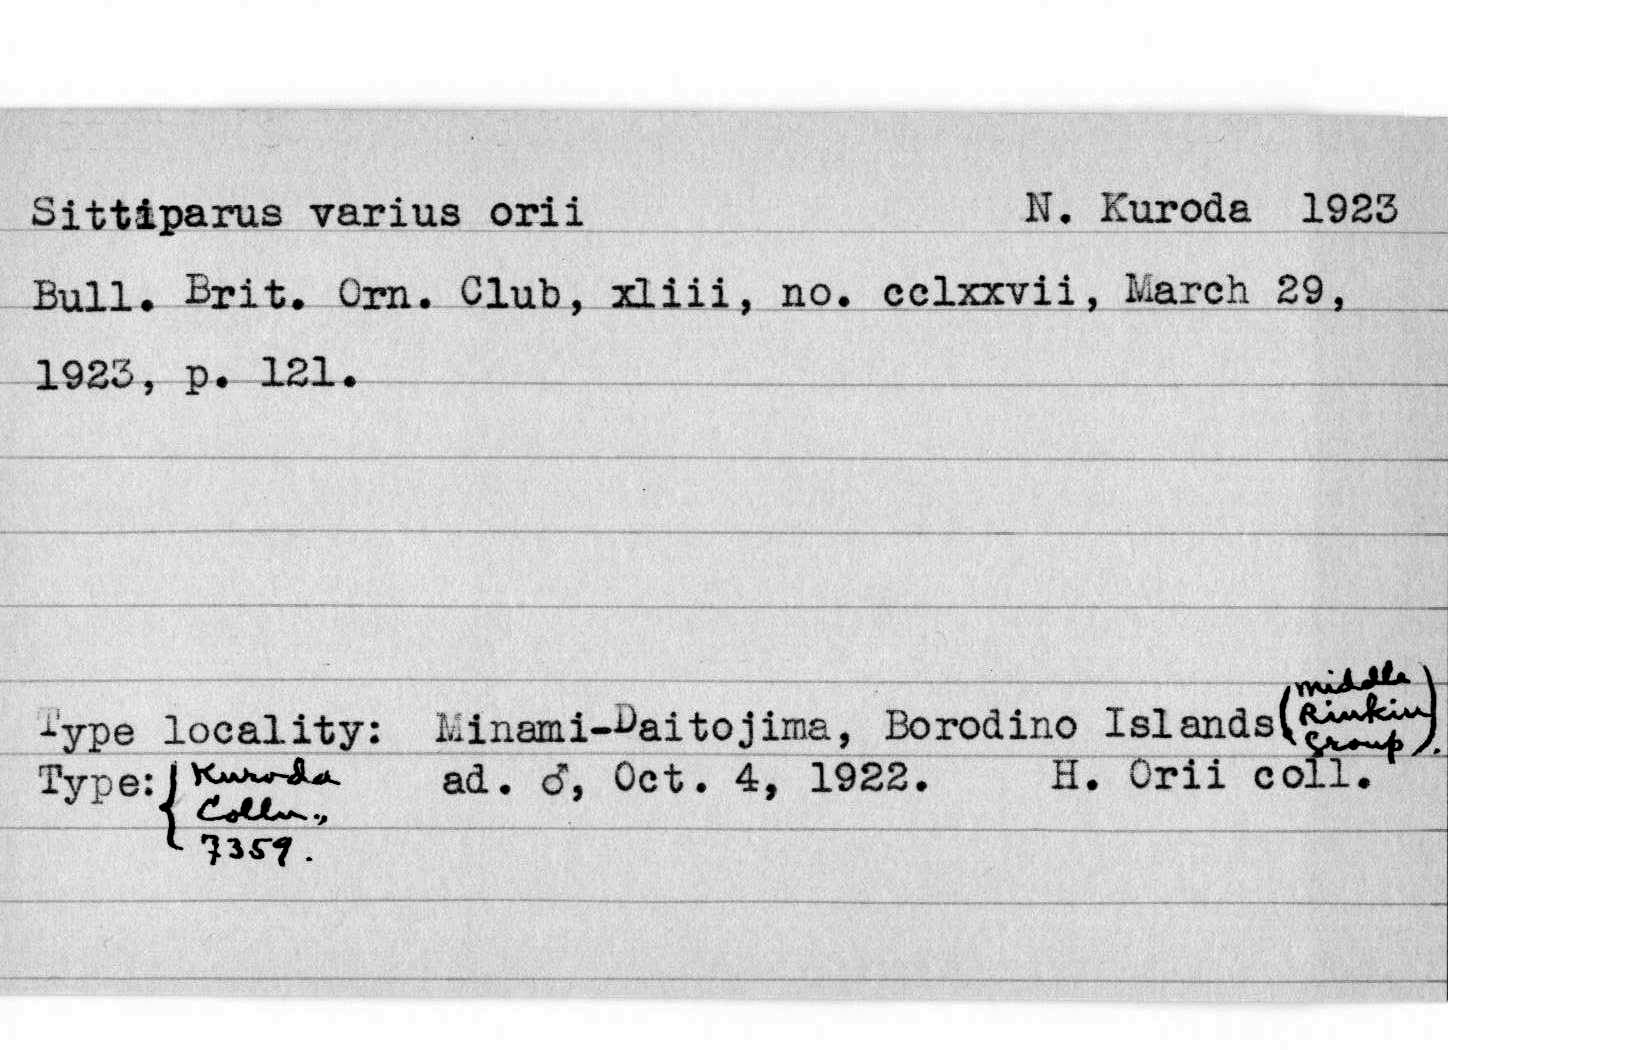 Sittiparus varius orii N. Kuroda 1923
Bull. Brit. Orn. Club, xliii, no. cclxxvii, March 29,
1923, p. 121.
Type locality: Minami-Daitojima, Borodino Islands (middle
Riukiu
group).
Type: { Kuroda ad. ♂, Oct. 4, 1922. H. Orii coll.
Colln.,
7359.